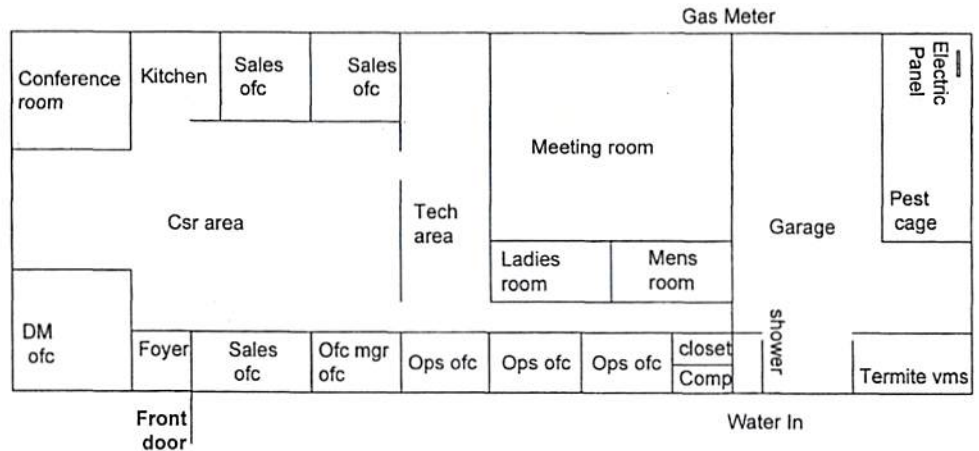 Gas Meter
Conference
room
Kitchen
Sales
ofc
Sales
ofc
Electric
Panel
Meeting room
Csr area
Tech
area
Pest
cage
Garage
Ladies
room
Mens
room
DM
ofc
Foyer
Sales
ofc
Ofc mgr
ofc
Ops ofc
Ops ofc
Ops ofc
closet
Comp
shower
Termite vms
Front
door
Water In